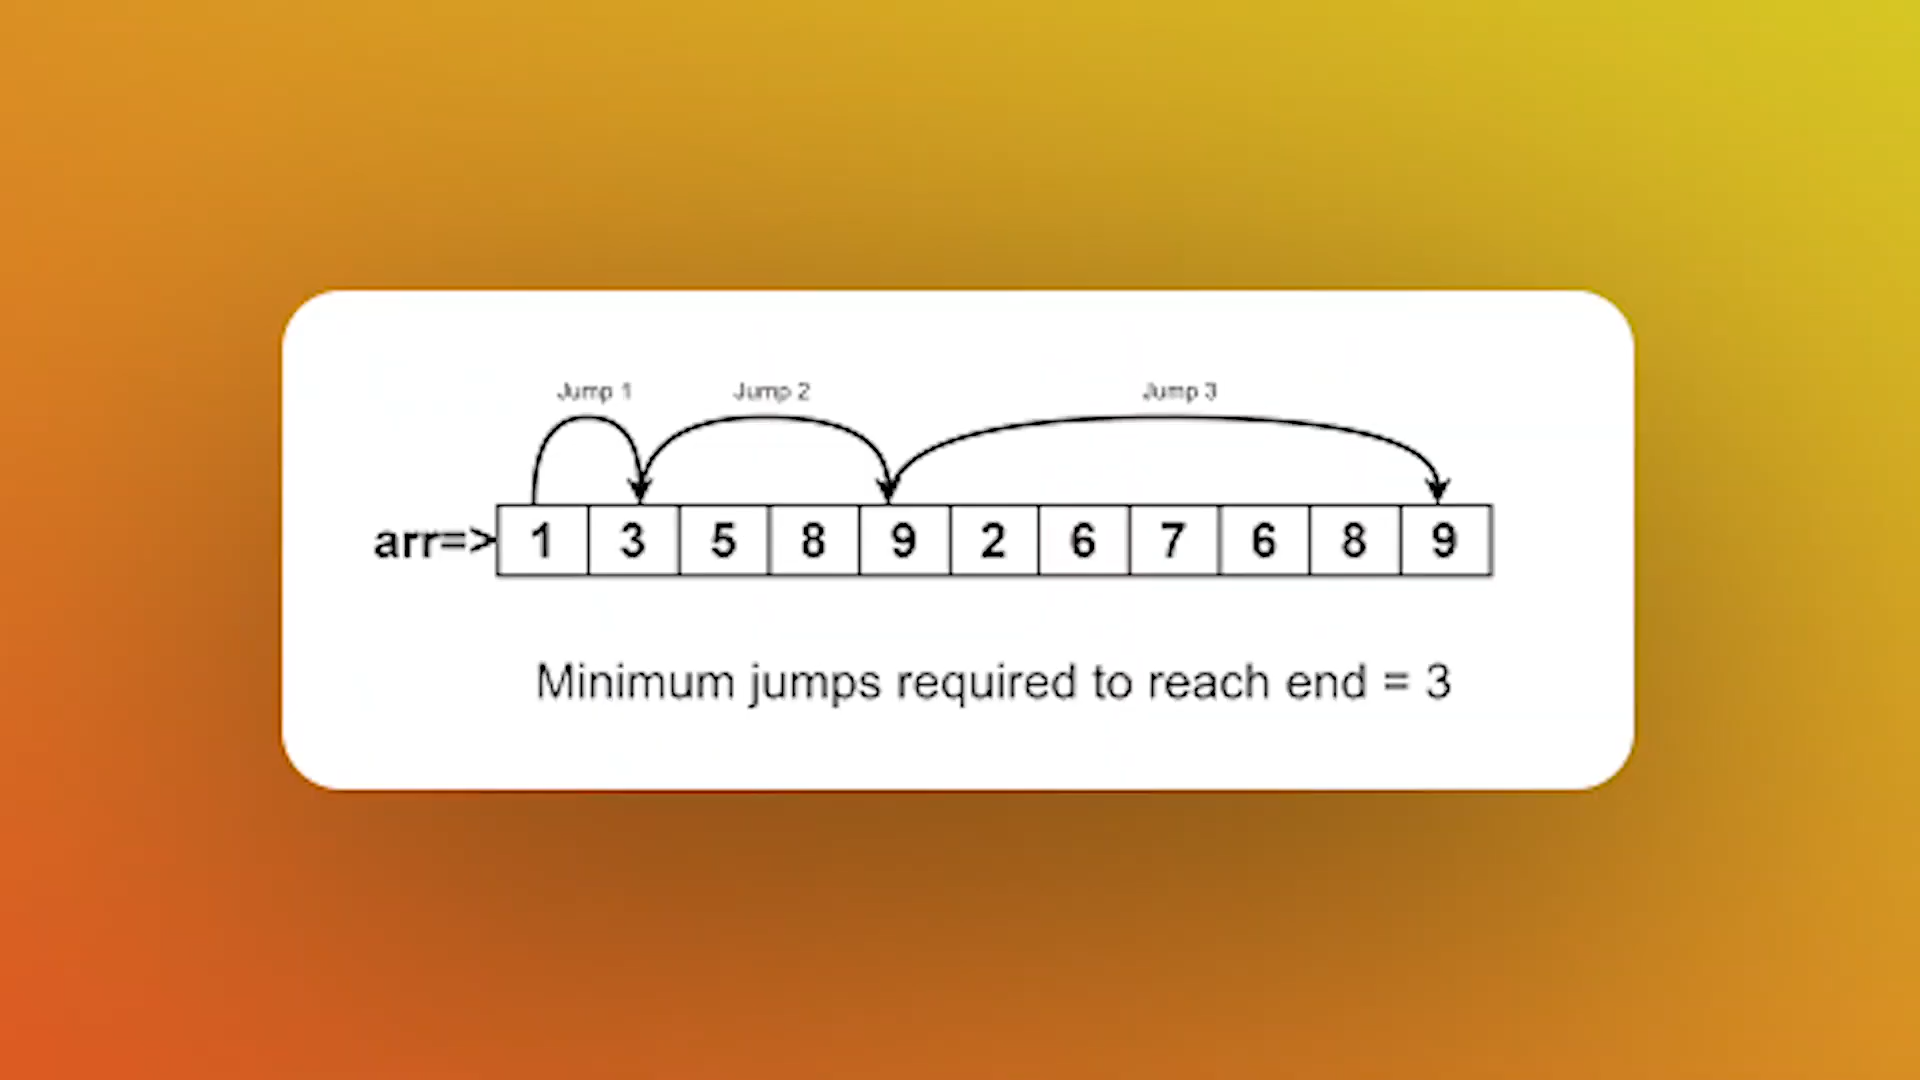 Jump 1 Jump 2 Jump 3
arr=> 1 3 5 8 9 2 6 7 6 8 9
Minimum jumps required to reach end = 3